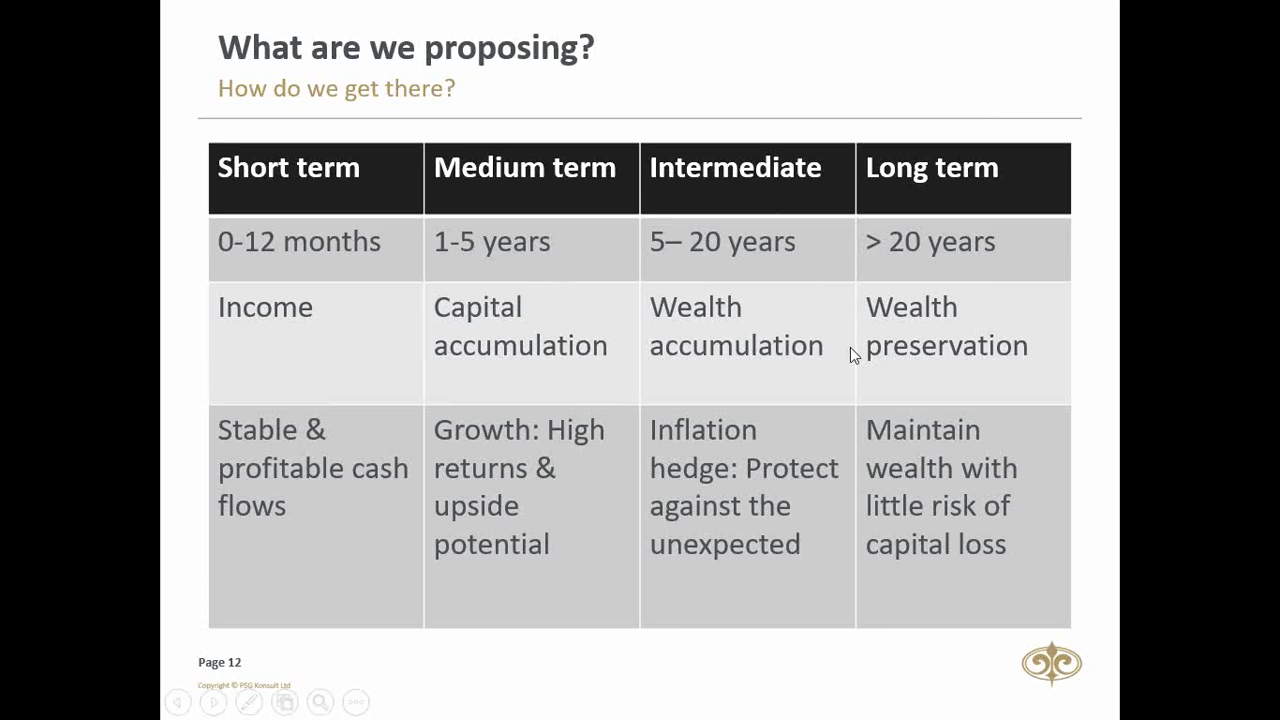 What are we proposing?
How do we get there?
Short term
Medium term
Intermediate
Long term
0-12 months
1-5 years
5– 20 years
> 20 years
Income
Capital
accumulation
Wealth
accumulation
Wealth
preservation
Stable &
profitable cash
flows
Growth: High
returns &
upside
potential
Inflation
hedge: Protect
against the
unexpected
Maintain
wealth with
little risk of
capital loss
Page 12
Copyright © PSG Konsult Ltd